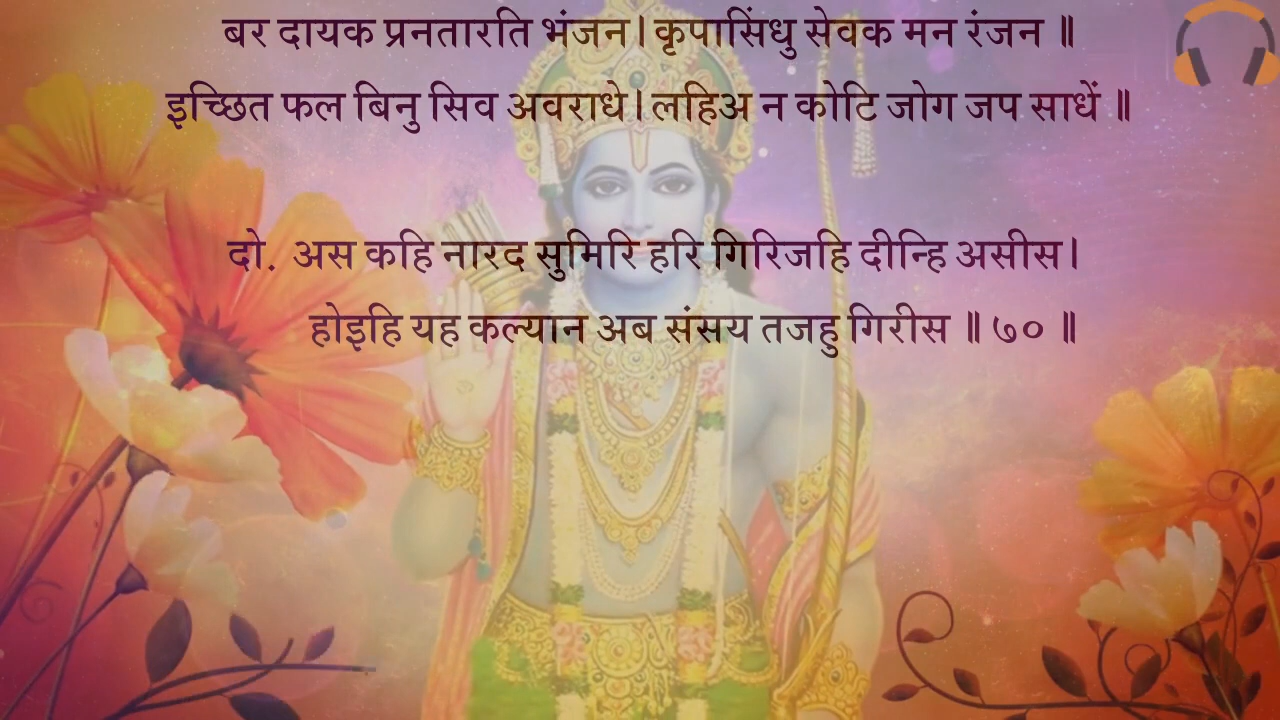 बर दायक प्रनतारति भंजन। कृपासिंधु सेवक मन रंजन ॥
इच्छित फल बिनु सिव अवराधे। लहिअ न कोटि जोग जप साधें ॥
दो. अस कहि नारद सुमिरि हरि गिरिजहि दीन्हि असीस।
होइहि यह कल्यान अब संसय तजहु गिरीस ॥ ७० ॥